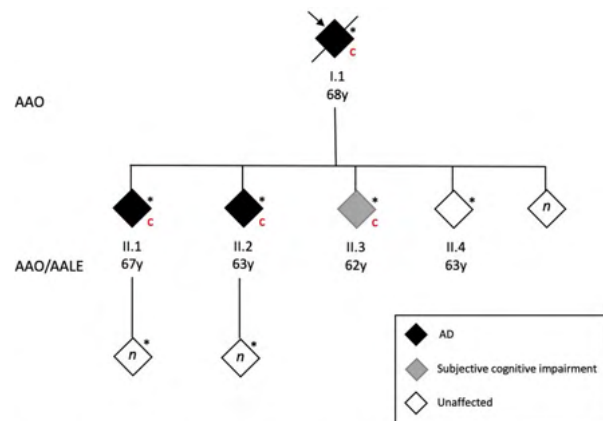 *
C
I.1
68y
AAO
* * * *
C C C n
II.1 II.2 II.3 II.4
67y 63y 62y 63y
AAO/AALE
n * n *
AD
Subjective cognitive impairment
Unaffected